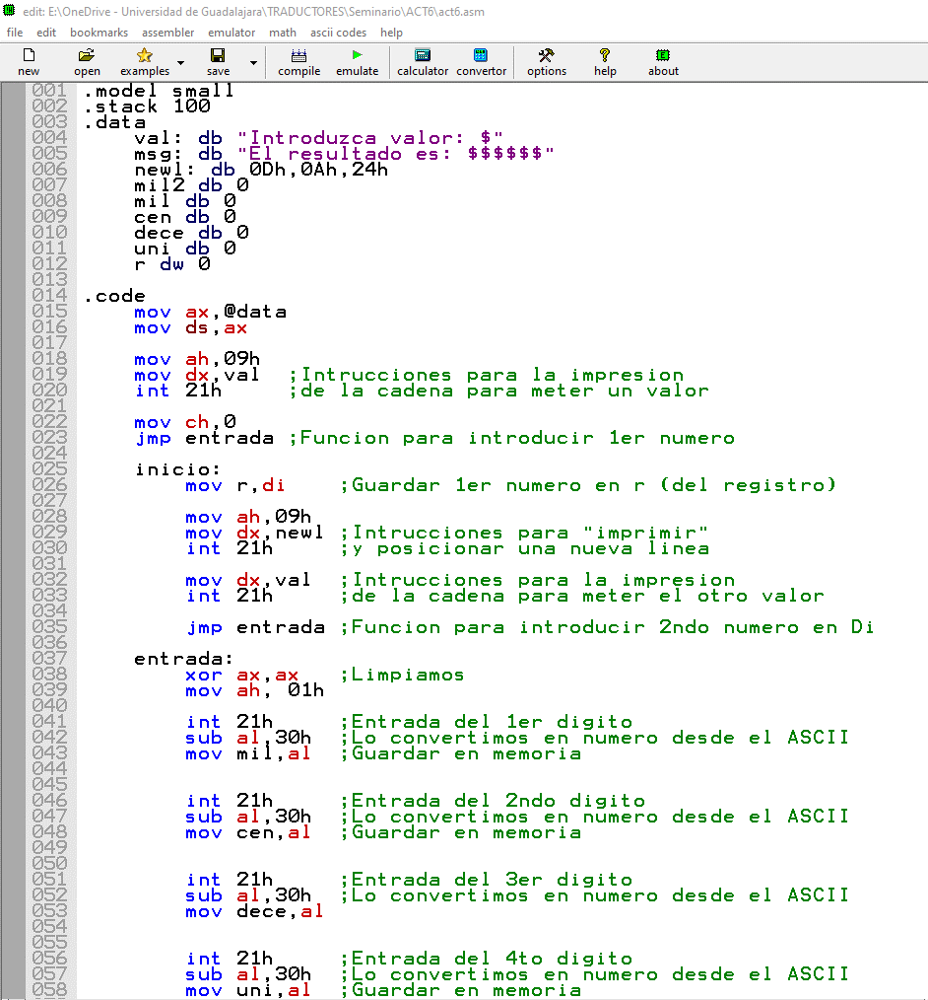 edit: E:\OneDrive - Universidad de Guadalajara\TRADUCTORES\Seminario\ACT6\act6.asm
file edit bookmarks assembler emulator math ascii codes help
new open examples save compile emulate calculator convertor options help about
001 .model small
002 .stack 100
003 .data
004 val: db "Introduzca valor: $"
005 msg: db "El resultado es: $$$$$$"
006 newl: db 0Dh,0Ah,24h
007 mil2 db 0
008 mil db 0
009 cen db 0
010 dece db 0
011 uni db 0
012 r dw 0
013
014 .code
015 mov ax,@data
016 mov ds,ax
017
018 mov ah,09h
019 mov dx,val ;Intrucciones para la impresion
020 int 21h ;de la cadena para meter un valor
021
022 mov ch,0
023 jmp entrada ;Funcion para introducir 1er numero
024
025 inicio:
026 mov r,di ;Guardar 1er numero en r (del registro)
027
028 mov ah,09h
029 mov dx,newl ;Intrucciones para "imprimir"
030 int 21h ;y posicionar una nueva linea
031
032 mov dx,val ;Intrucciones para la impresion
033 int 21h ;de la cadena para meter el otro valor
034
035 jmp entrada ;Funcion para introducir 2ndo numero en Di
036
037 entrada:
038 xor ax,ax ;Limpiamos
039 mov ah, 01h
040
041 int 21h ;Entrada del 1er digito
042 sub al,30h ;Lo convertimos en numero desde el ASCII
043 mov mil,al ;Guardar en memoria
044
045
046 int 21h ;Entrada del 2ndo digito
047 sub al,30h ;Lo convertimos en numero desde el ASCII
048 mov cen,al ;Guardar en memoria
049
050
051 int 21h ;Entrada del 3er digito
052 sub al,30h ;Lo convertimos en numero desde el ASCII
053 mov dece,al
054
055
056 int 21h ;Entrada del 4to digito
057 sub al,30h ;Lo convertimos en numero desde el ASCII
058 mov uni,al ;Guardar en memoria